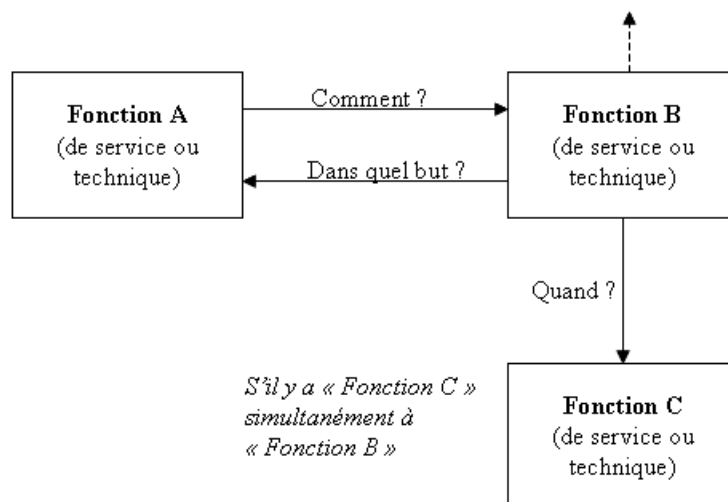 Fonction A
(de service ou
technique)
Comment ?
Dans quel but ?
Fonction B
(de service ou
technique)
Quand ?
S'il y a « Fonction C »
simultanément à
« Fonction B »
Fonction C
(de service ou
technique)